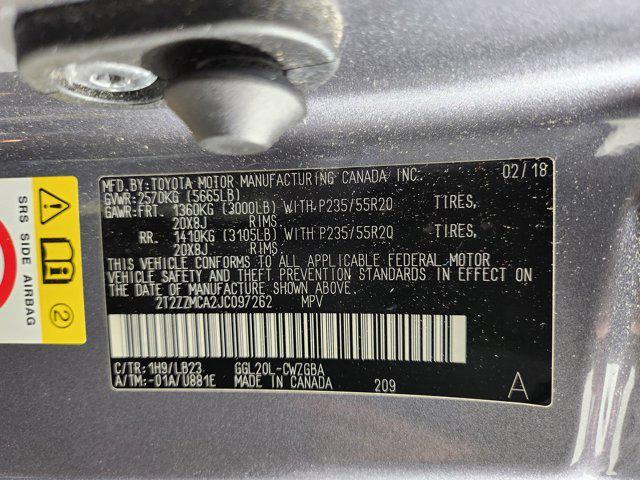 MFD.BY:TOYOTA MOTOR MANUFACTURING CANADA INC. 02/18
GVWR:2570KG (5665LB)
GAWR:FRT. 1360KG (3000LB) WITH P235/55R20 TIRES,
20X8J RIMS.
RR. 1410KG (3105LB) WITH P235/55R20 TIRES,
20X8J RIMS.
THIS VEHICLE CONFORMS TO ALL APPLICABLE FEDERAL MOTOR
VEHICLE SAFETY AND THEFT PREVENTION STANDARDS IN EFFECT ON
THE DATE OF MANUFACTURE SHOWN ABOVE.
2T2ZZMCA2JC097262 MPV
C/TR: 1H9/LB23 GGL20L-CWZGBA
A/TM:-01A/U881E MADE IN CANADA 209 A
SRS SIDE AIRBAG
2